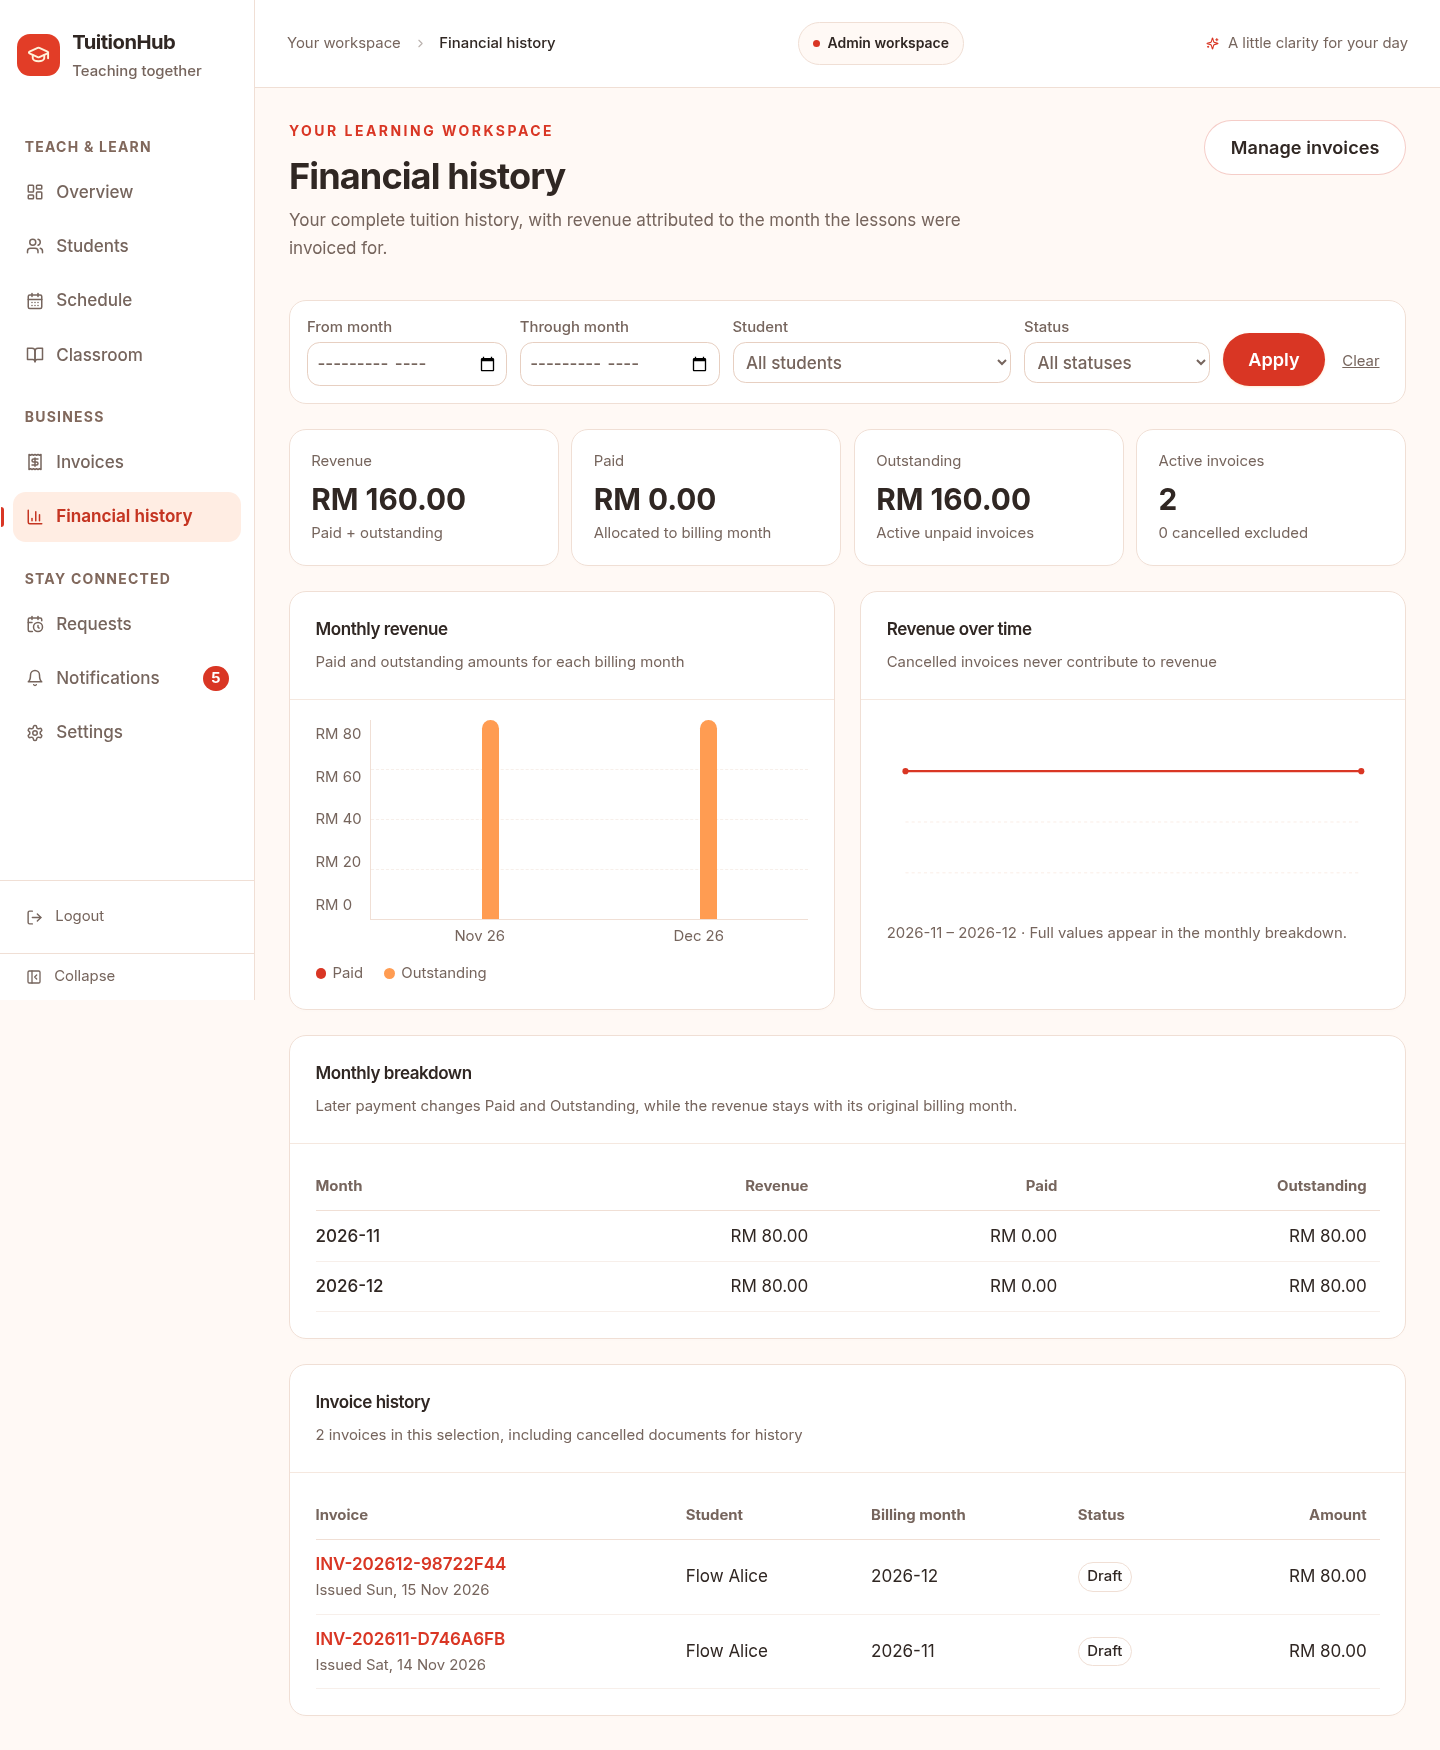 TuitionHub
Teaching together
TEACH & LEARN
Overview
Students
Schedule
Classroom
BUSINESS
Invoices
Financial history
STAY CONNECTED
Requests
Notifications 5
Settings
Logout
Collapse
Your workspace > Financial history
Admin workspace
A little clarity for your day
YOUR LEARNING WORKSPACE
Financial history
Your complete tuition history, with revenue attributed to the month the lessons were
invoiced for.
Manage invoices
From month Through month Student Status
--------- ---- --------- ---- All students All statuses Apply Clear
Revenue
RM 160.00
Paid + outstanding
Paid
RM 0.00
Allocated to billing month
Outstanding
RM 160.00
Active unpaid invoices
Active invoices
2
0 cancelled excluded
Monthly revenue
Paid and outstanding amounts for each billing month
RM 80
RM 60
RM 40
RM 20
RM 0
Nov 26 Dec 26
Paid Outstanding
Revenue over time
Cancelled invoices never contribute to revenue
2026-11 – 2026-12 · Full values appear in the monthly breakdown.
Monthly breakdown
Later payment changes Paid and Outstanding, while the revenue stays with its original billing month.
Month Revenue Paid Outstanding
2026-11 RM 80.00 RM 0.00 RM 80.00
2026-12 RM 80.00 RM 0.00 RM 80.00
Invoice history
2 invoices in this selection, including cancelled documents for history
Invoice Student Billing month Status Amount
INV-202612-98722F44
Issued Sun, 15 Nov 2026
Flow Alice 2026-12 Draft RM 80.00
INV-202611-D746A6FB
Issued Sat, 14 Nov 2026
Flow Alice 2026-11 Draft RM 80.00